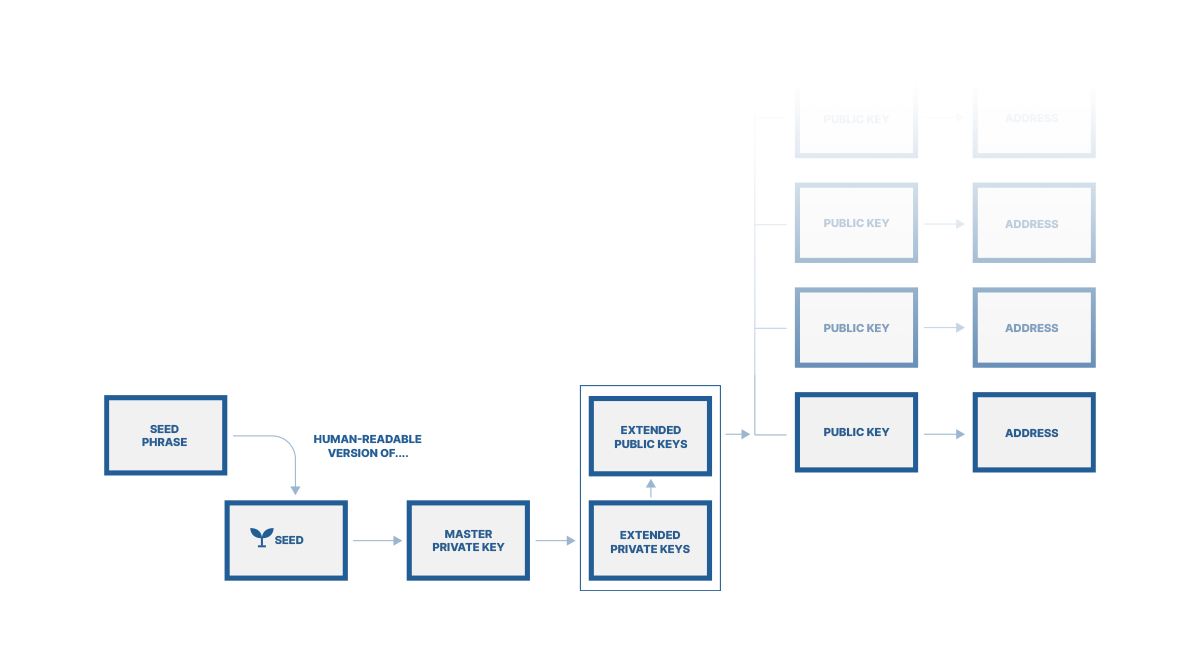 PUBLIC KEY
ADDRESS
PUBLIC KEY
ADDRESS
PUBLIC KEY
ADDRESS
PUBLIC KEY
ADDRESS
SEED
PHRASE
HUMAN-READABLE
VERSION OF....
EXTENDED
PUBLIC KEYS
SEED
MASTER
PRIVATE KEY
EXTENDED
PRIVATE KEYS